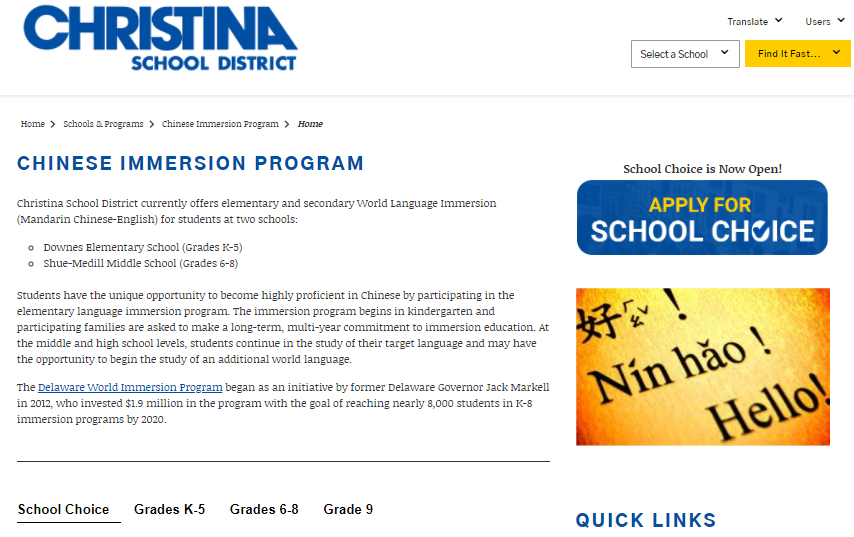 CHRISTINA
SCHOOL DISTRICT
Translate
Users
Select a School
Find It Fast...
Home > Schools & Programs > Chinese Immersion Program > Home
CHINESE IMMERSION PROGRAM
Christina School District currently offers elementary and secondary World Language Immersion
(Mandarin Chinese-English) for students at two schools:
Downes Elementary School (Grades K-5)
Shue-Medill Middle School (Grades 6-8)
Students have the unique opportunity to become highly proficient in Chinese by participating in the
elementary language immersion program. The immersion program begins in kindergarten and
participating families are asked to make a long-term, multi-year commitment to immersion education. At
the middle and high school levels, students continue in the study of their target language and may have
the opportunity to begin the study of an additional world language.
The Delaware World Immersion Program began as an initiative by former Delaware Governor Jack Markell
in 2012, who invested $1.9 million in the program with the goal of reaching nearly 8,000 students in K-8
immersion programs by 2020.
School Choice
Grades K-5
Grades 6-8
Grade 9
School Choice is Now Open!
APPLY FOR
SCHOOL CHOICE
好 !
Nín hǎo !
Hello!
QUICK LINKS